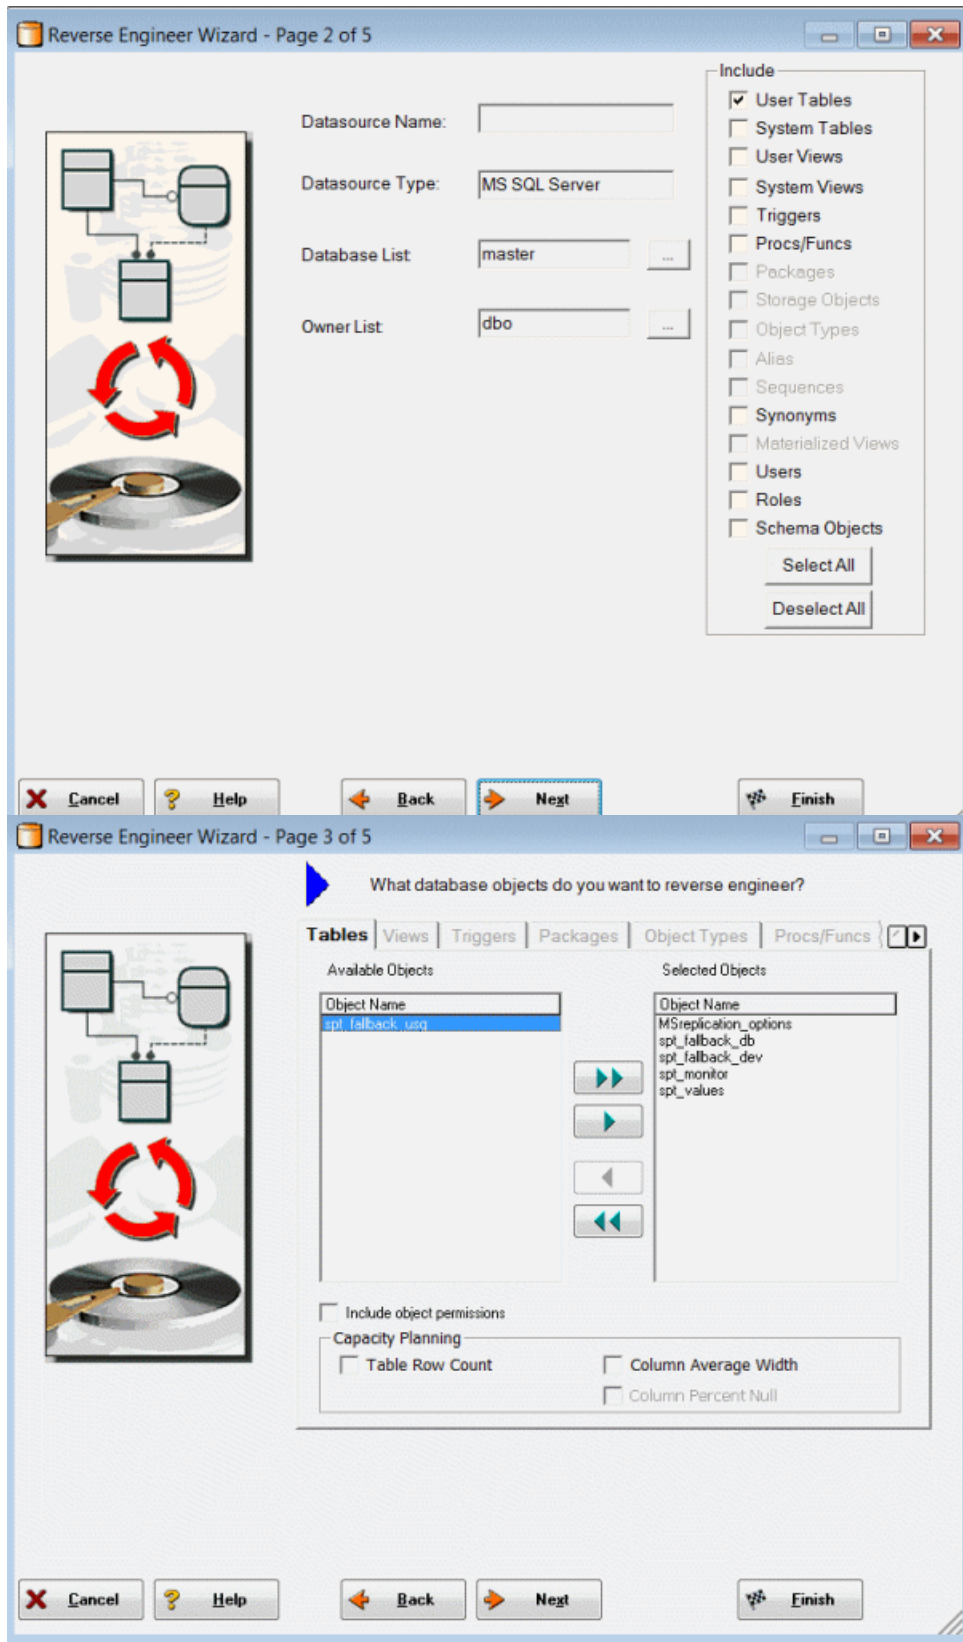 Reverse Engineer Wizard - Page 2 of 5
Include
User Tables
System Tables
User Views
System Views
Triggers
Procs/Funcs
Packages
Storage Objects
Object Types
Alias
Sequences
Synonyms
Materialized Views
Users
Roles
Schema Objects
Select All
Deselect All
Datasource Name:
Datasource Type: MS SQL Server
Database List: master ...
Owner List: dbo ...
Cancel Help Back Next Finish
Reverse Engineer Wizard - Page 3 of 5
What database objects do you want to reverse engineer?
Tables Views Triggers Packages Object Types Procs/Funcs
Available Objects
Object Name
spt_fallback_usg
Selected Objects
Object Name
MSreplication_options
spt_fallback_db
spt_fallback_dev
spt_monitor
spt_values
Include object permissions
Capacity Planning
Table Row Count Column Average Width
Column Percent Null
Cancel Help Back Next Finish